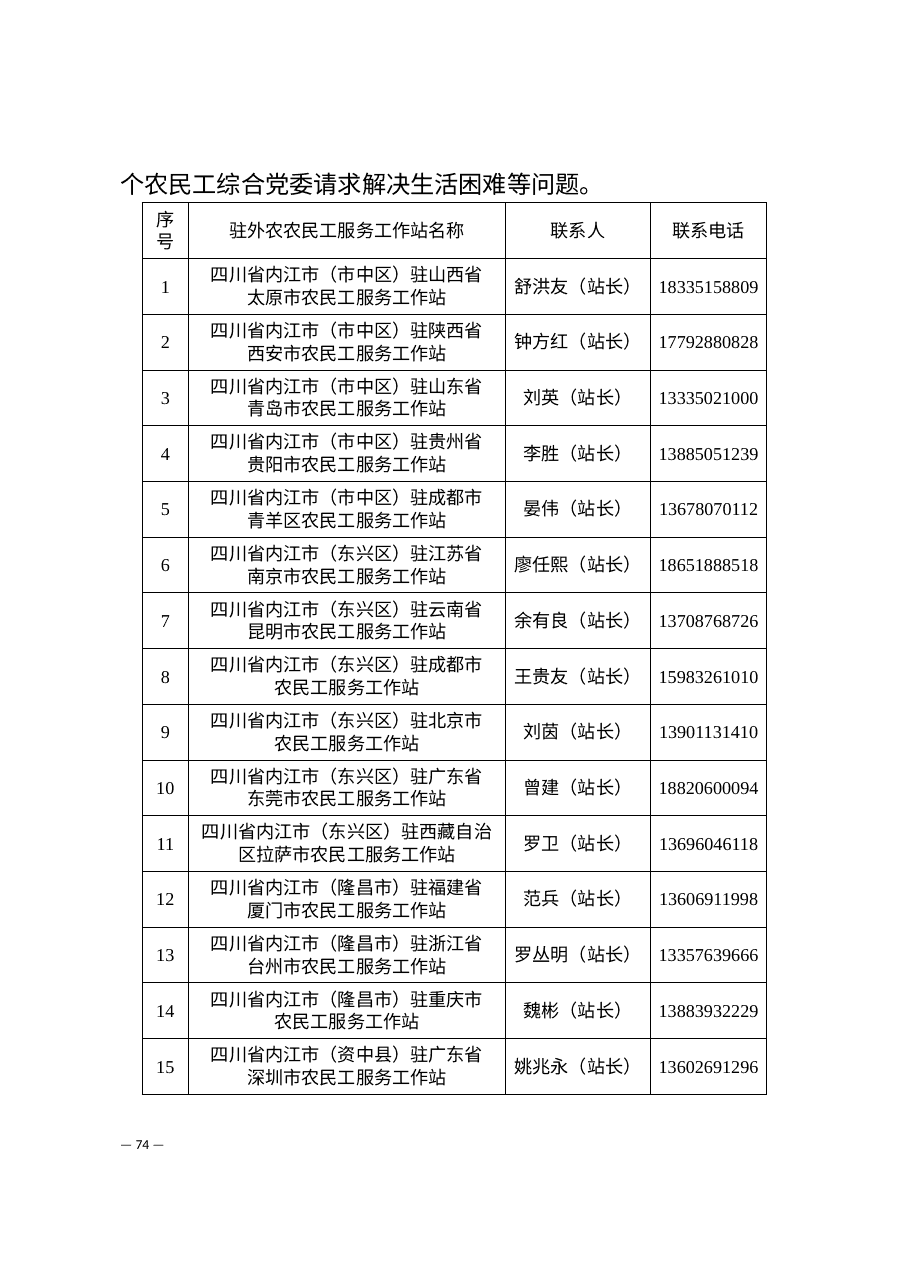 个农民工综合党委请求解决生活困难等问题。
序
号
驻外农农民工服务工作站名称
联系人
联系电话
1
四川省内江市（市中区）驻山西省
太原市农民工服务工作站
舒洪友（站长）
18335158809
2
四川省内江市（市中区）驻陕西省
西安市农民工服务工作站
钟方红（站长）
17792880828
3
四川省内江市（市中区）驻山东省
青岛市农民工服务工作站
刘英（站长）
13335021000
4
四川省内江市（市中区）驻贵州省
贵阳市农民工服务工作站
李胜（站长）
13885051239
5
四川省内江市（市中区）驻成都市
青羊区农民工服务工作站
晏伟（站长）
13678070112
6
四川省内江市（东兴区）驻江苏省
南京市农民工服务工作站
廖任熙（站长）
18651888518
7
四川省内江市（东兴区）驻云南省
昆明市农民工服务工作站
余有良（站长）
13708768726
8
四川省内江市（东兴区）驻成都市
农民工服务工作站
王贵友（站长）
15983261010
9
四川省内江市（东兴区）驻北京市
农民工服务工作站
刘茵（站长）
13901131410
10
四川省内江市（东兴区）驻广东省
东莞市农民工服务工作站
曾建（站长）
18820600094
11
四川省内江市（东兴区）驻西藏自治
区拉萨市农民工服务工作站
罗卫（站长）
13696046118
12
四川省内江市（隆昌市）驻福建省
厦门市农民工服务工作站
范兵（站长）
13606911998
13
四川省内江市（隆昌市）驻浙江省
台州市农民工服务工作站
罗丛明（站长）
13357639666
14
四川省内江市（隆昌市）驻重庆市
农民工服务工作站
魏彬（站长）
13883932229
15
四川省内江市（资中县）驻广东省
深圳市农民工服务工作站
姚兆永（站长）
13602691296
— 74 —